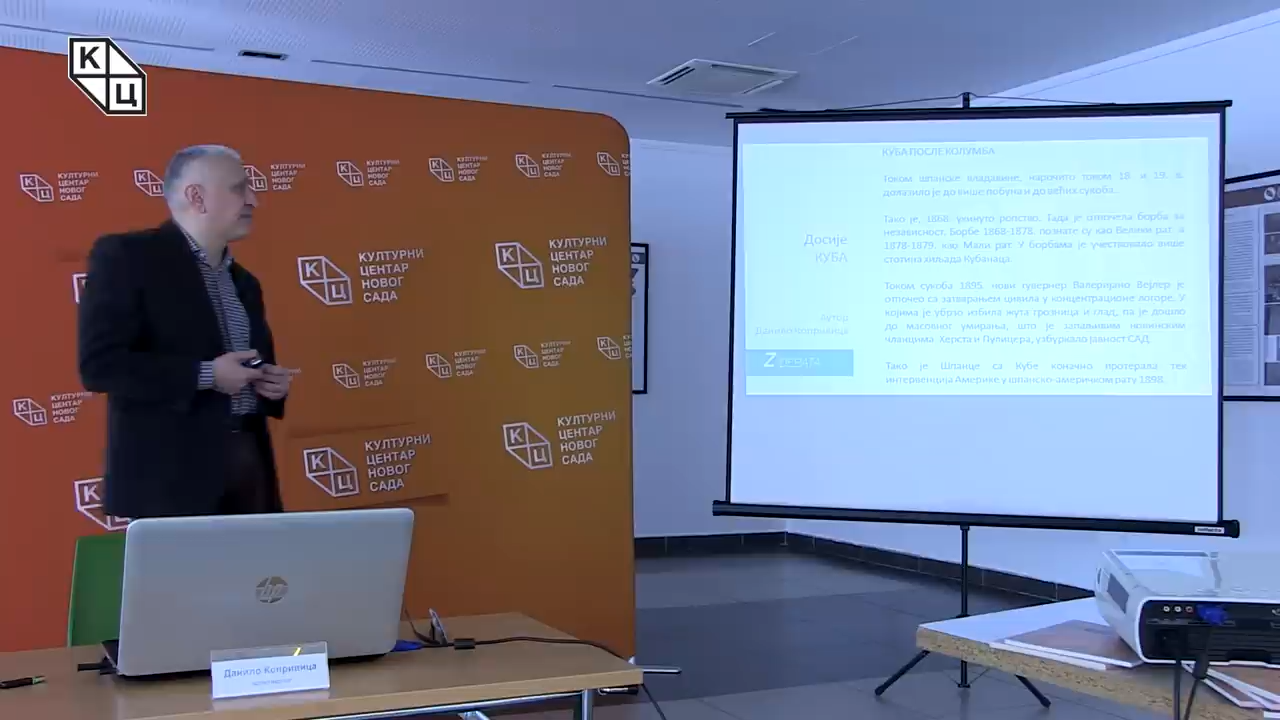 К
Ц
КУЛТУРНИ
ЦЕНТАР
НОВОГ
САДА
КУБА ПОСЛЕ КОЛУМБА
Током шпанске владавине, нарочито током 18. и 19. в.
долазило је до више побуна и до већих сукоба.
Тако је, 1868. укинуто ропство. Тада је отпочела борба за
независност. Борбе 1868-1878. познате су као Велики рат, а
1878-1879. као Мали рат. У борбама је учествовало више
стотина хиљада Кубанаца.
Током сукоба 1895. нови гувернер Валеријано Вејлер је
отпочео са затварањем цивила у концентрационе логоре. У
којима је убрзо избила жута грозница и глад, па је дошло
до масовног умирања, што је запаљивим новинским
чланцима Херста и Пулицера, узбуркало јавност САД.
Тако је Шпанце са Кубе коначно протерала тек
интервенција Америке у шпанско-америчком рату 1898.
Досије
КУБА
Аутор
Данило Копривица
Z ДЕБАТА
hp
Данило Копривица